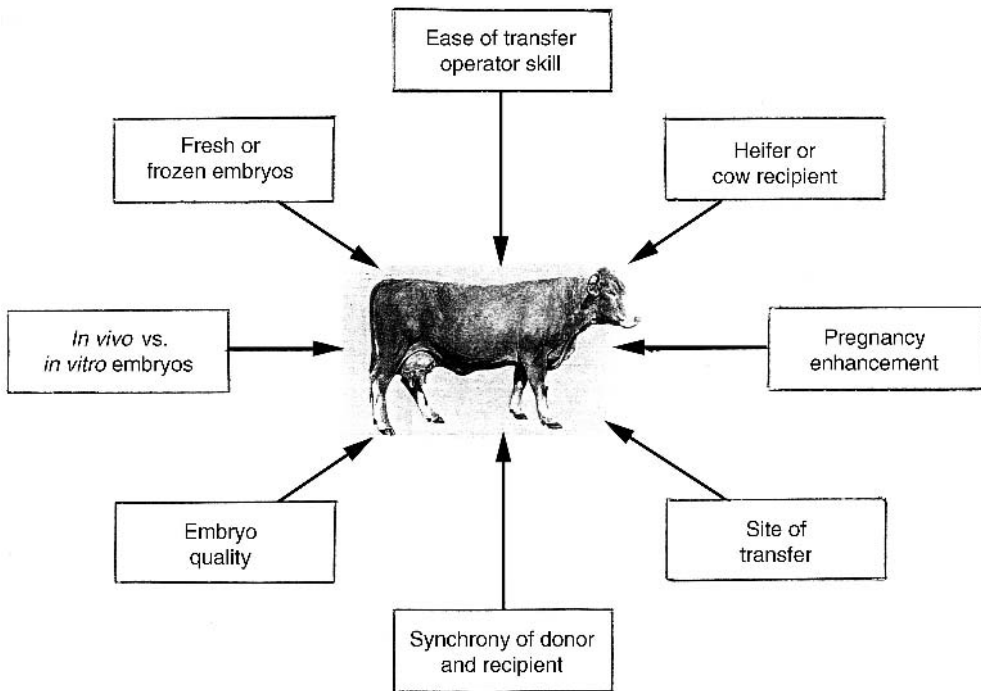 Ease of transfer
operator skill
Fresh or
frozen embryos
Heifer or
cow recipient
In vivo vs.
in vitro embryos
Pregnancy
enhancement
Embryo
quality
Site of
transfer
Synchrony of donor
and recipient